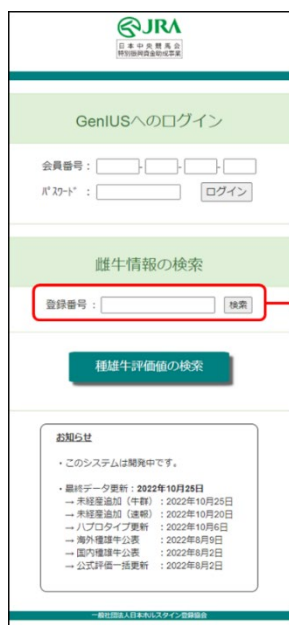 JRA
日本中央競馬会
特別振興資金助成事業
GenIUSへのログイン
会員番号： - - -
ﾊﾟｽﾜｰﾄﾞ： ログイン
雌牛情報の検索
登録番号： 検索
種雄牛評価値の検索
お知らせ
・このシステムは開発中です。
・最終データ更新：2022年10月25日
→ 未経産追加（牛群）：2022年10月25日
→ 未経産追加（速報）：2022年10月20日
→ ハプロタイプ更新：2022年10月6日
→ 海外種雄牛公表：2022年8月9日
→ 国内種雄牛公表：2022年8月2日
→ 公式評価一括更新：2022年8月2日
一般社団法人日本ホルスタイン登録協会